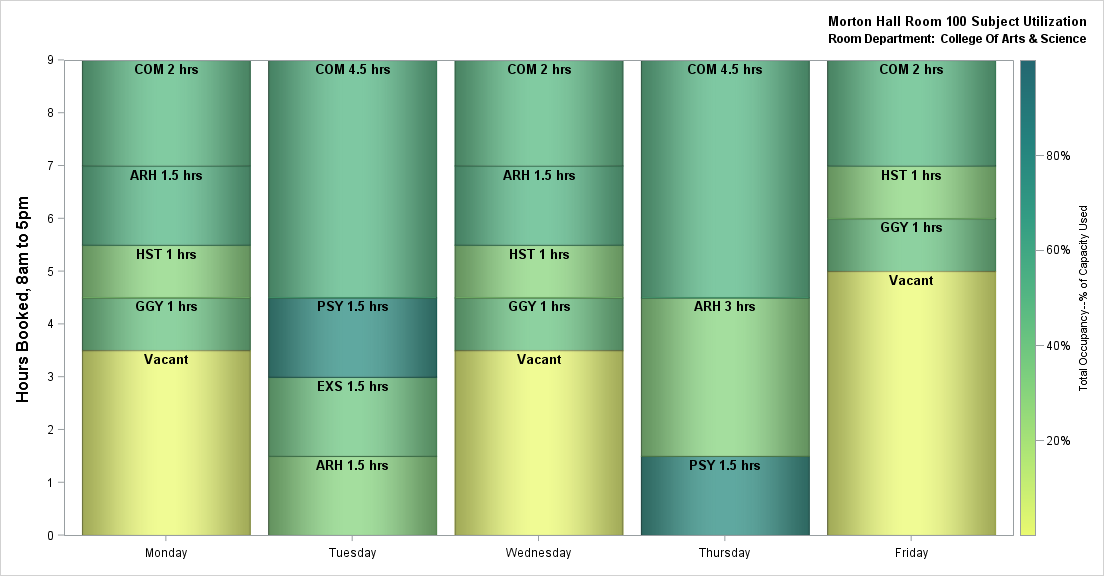 Morton Hall Room 100 Subject Utilization
Room Department: College Of Arts & Science
Hours Booked, 8am to 5pm
9
8
7
6
5
4
3
2
1
0
COM 2 hrs
ARH 1.5 hrs
HST 1 hrs
GGY 1 hrs
Vacant
Monday
COM 4.5 hrs
PSY 1.5 hrs
EXS 1.5 hrs
ARH 1.5 hrs
Tuesday
COM 2 hrs
ARH 1.5 hrs
HST 1 hrs
GGY 1 hrs
Vacant
Wednesday
COM 4.5 hrs
ARH 3 hrs
PSY 1.5 hrs
Thursday
COM 2 hrs
HST 1 hrs
GGY 1 hrs
Vacant
Friday
80%
60%
40%
20%
Total Occupancy--% of Capacity Used